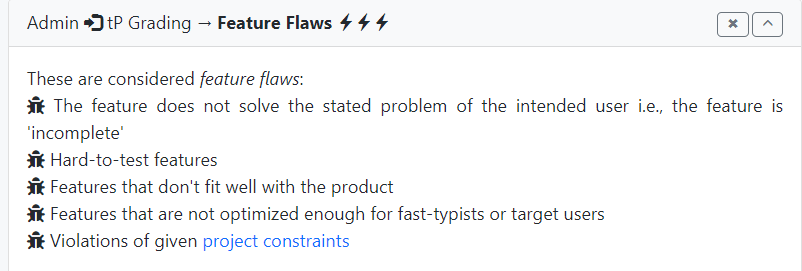 Admin tP Grading → Feature Flaws
These are considered feature flaws:
The feature does not solve the stated problem of the intended user i.e., the feature is
'incomplete'
Hard-to-test features
Features that don't fit well with the product
Features that are not optimized enough for fast-typists or target users
Violations of given project constraints